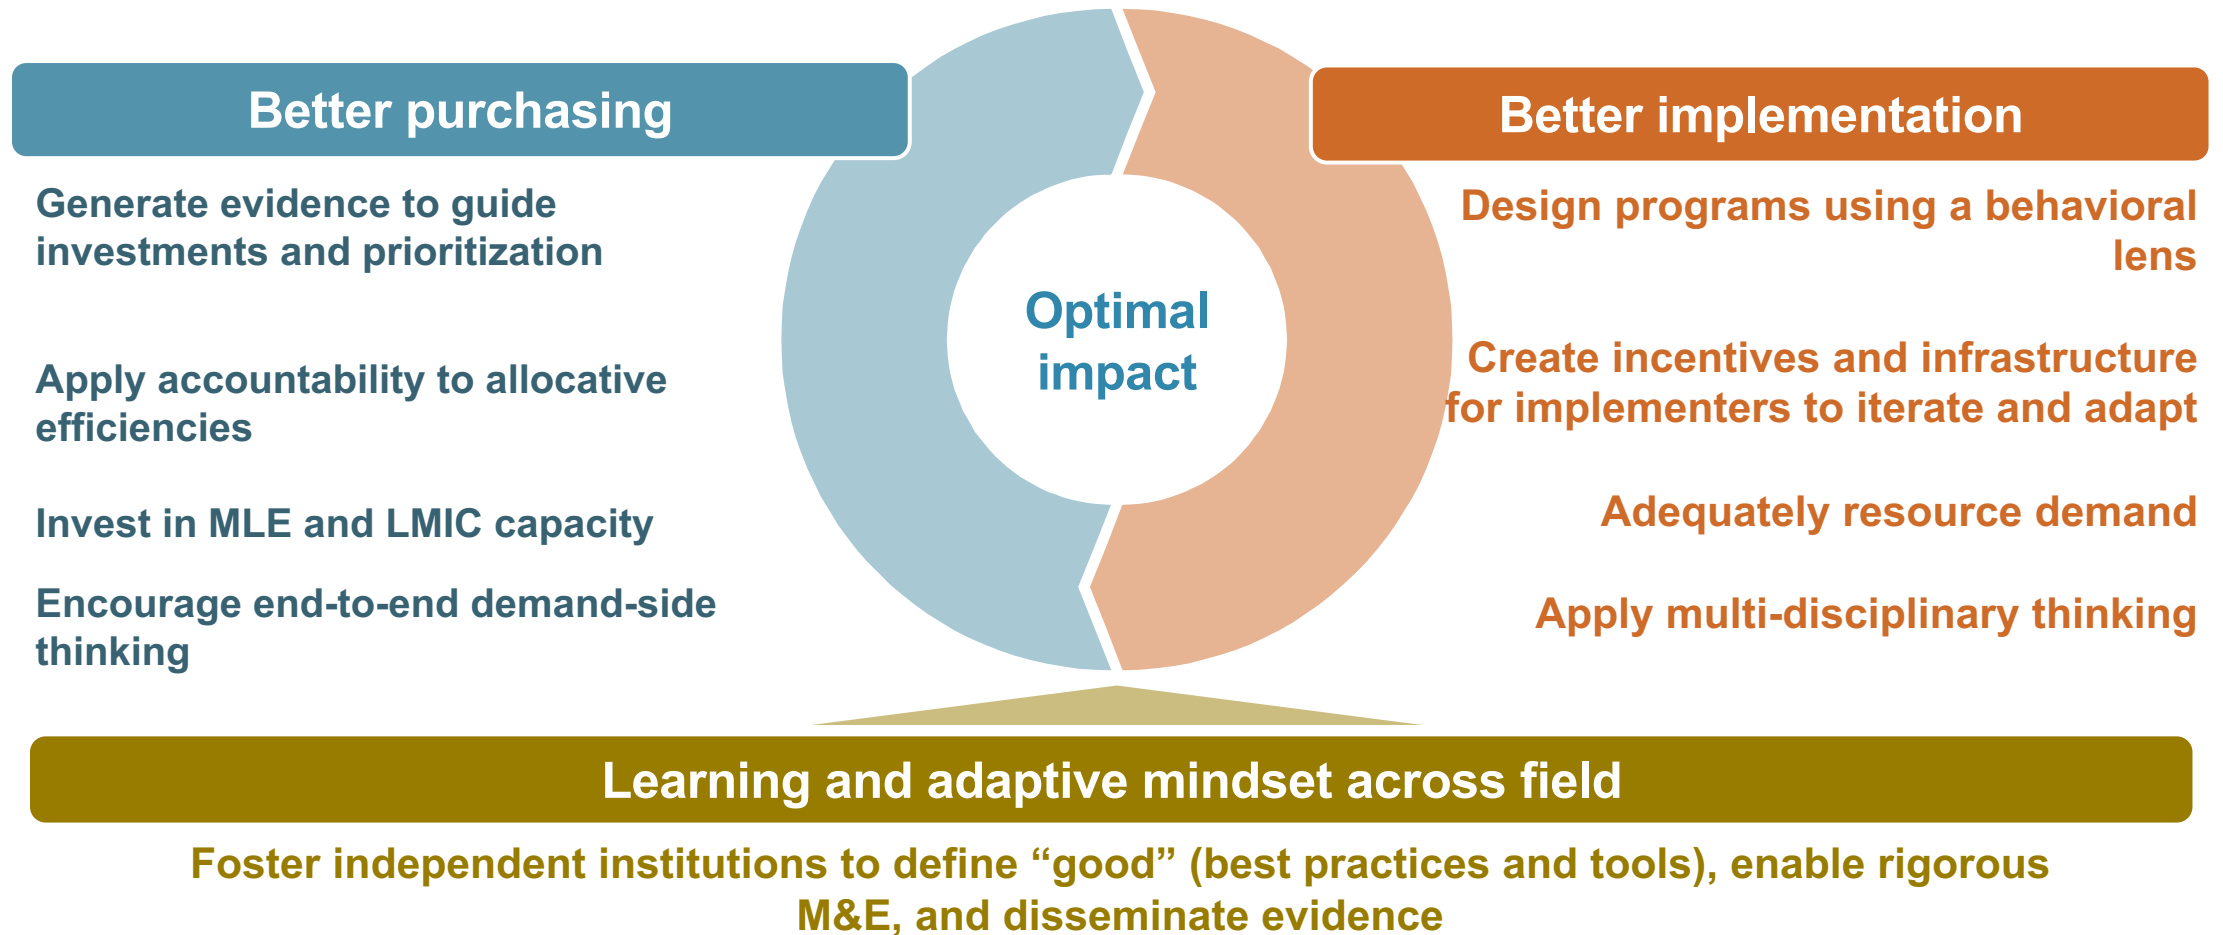 Better purchasing
Generate evidence to guide
investments and prioritization
Apply accountability to allocative
efficiencies
Invest in MLE and LMIC capacity
Encourage end-to-end demand-side
thinking
Optimal
impact
Better implementation
Design programs using a behavioral
lens
Create incentives and infrastructure
for implementers to iterate and adapt
Adequately resource demand
Apply multi-disciplinary thinking
Learning and adaptive mindset across field
Foster independent institutions to define “good” (best practices and tools), enable rigorous
M&E, and disseminate evidence